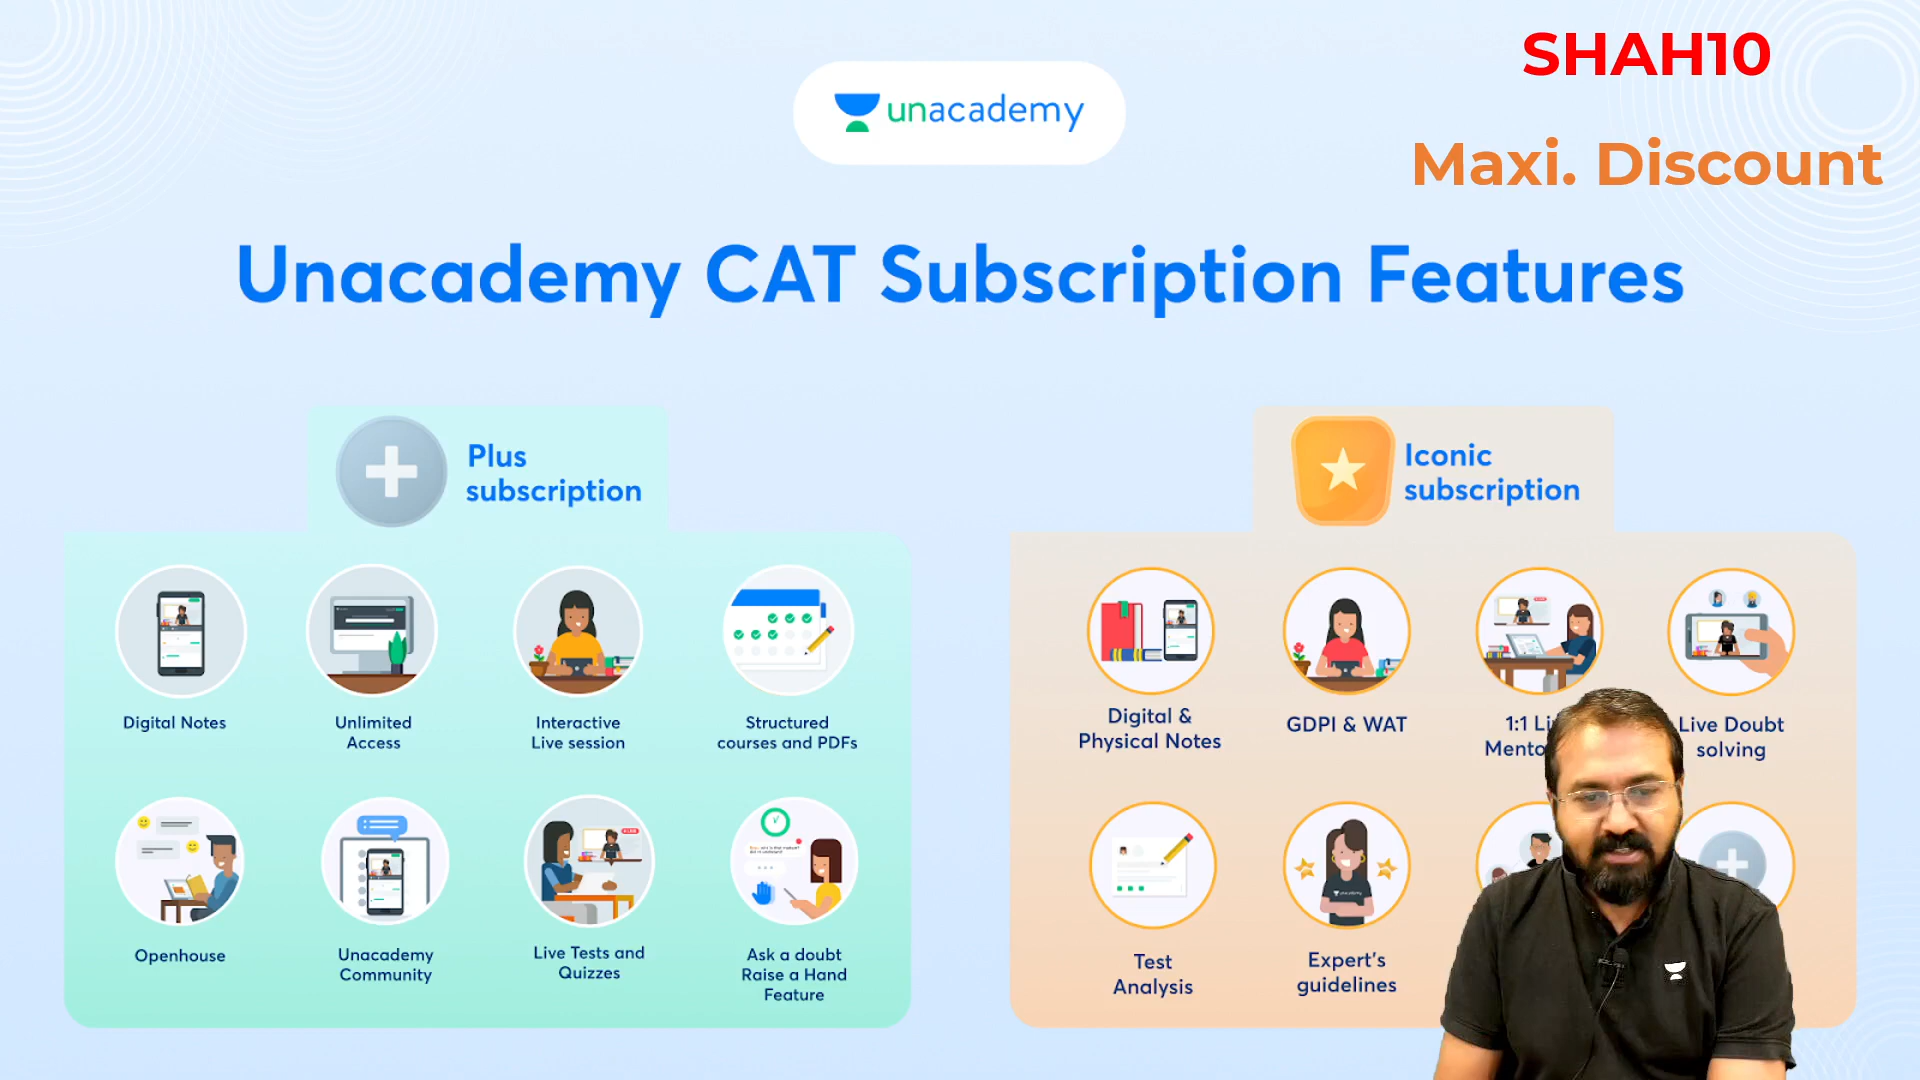 SHAH10
unacademy
Maxi. Discount
Unacademy CAT Subscription Features
Plus
subscription
Digital Notes
Unlimited
Access
Interactive
Live session
Structured
courses and PDFs
Openhouse
Unacademy
Community
Live Tests and
Quizzes
Ask a doubt
Raise a Hand
Feature
Iconic
subscription
Digital &
Physical Notes
GDPI & WAT
1:1
Live Doubt
solving
Test
Analysis
Expert's
guidelines